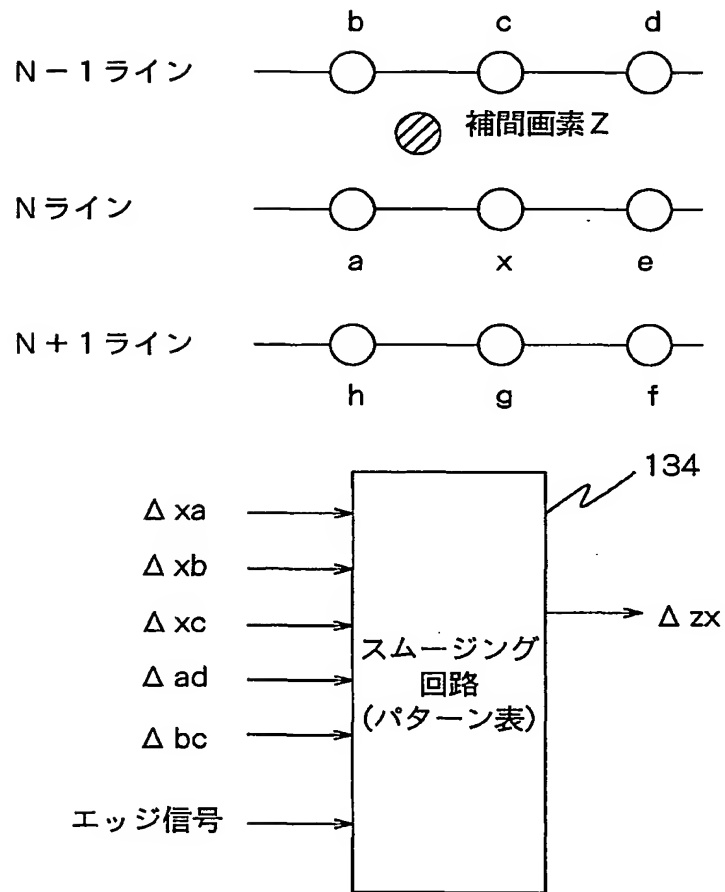 b c d
N－1ライン
補間画素Z
Nライン
a x e
N＋1ライン
h g f
134
Δxa
Δxb
Δxc
Δad
Δbc
エッジ信号
スムージング
回路
(パターン表)
Δzx